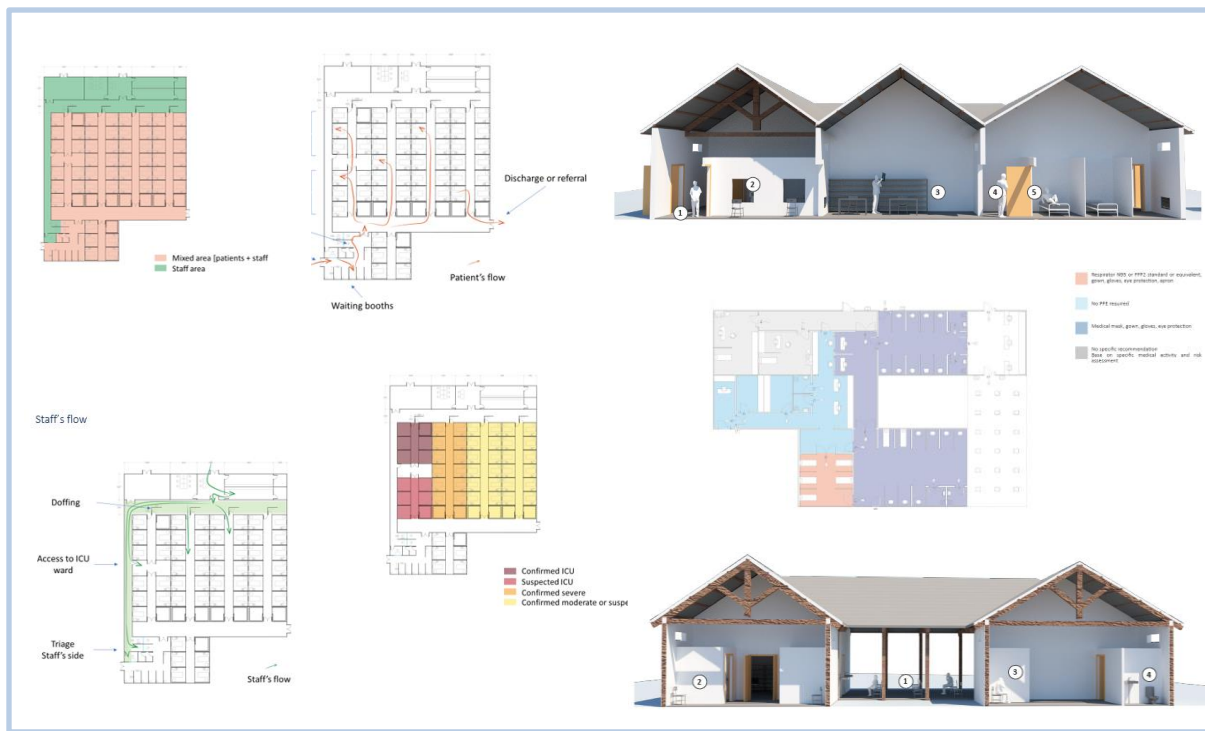 Mixed area [patients + staff
Staff area
Discharge or referral
Patient's flow
Waiting booths
1
2
3
4
5
Respirator N95 or FFP2 standard or equivalent,
gown, gloves, eye protection, apron
No PPE required
Medical mask, gown, gloves, eye protection
No specific recommendation
Base on specific medical activity and risk
assessment
Staff's flow
Doffing
Access to ICU
ward
Triage
Staff's side
Staff's flow
Confirmed ICU
Suspected ICU
Confirmed severe
Confirmed moderate or suspe
1
2
3
4